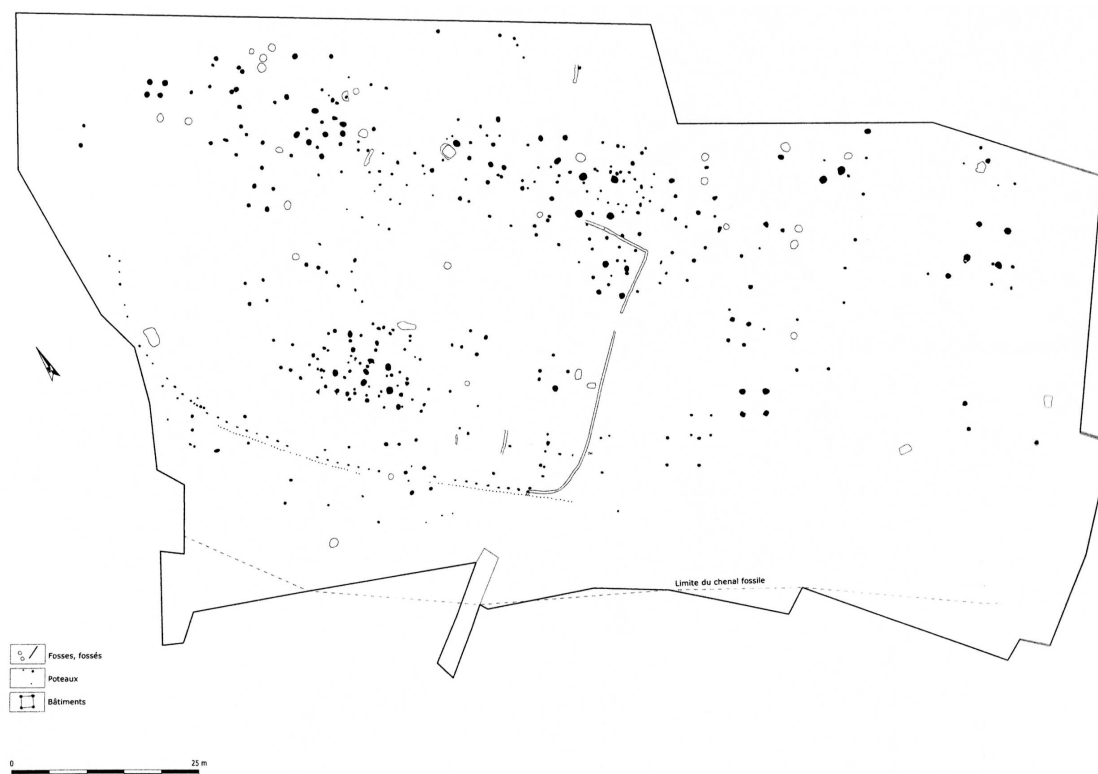 Limite du chenal fossile
Fosses, fossés
Poteaux
Bâtiments
0 25 m